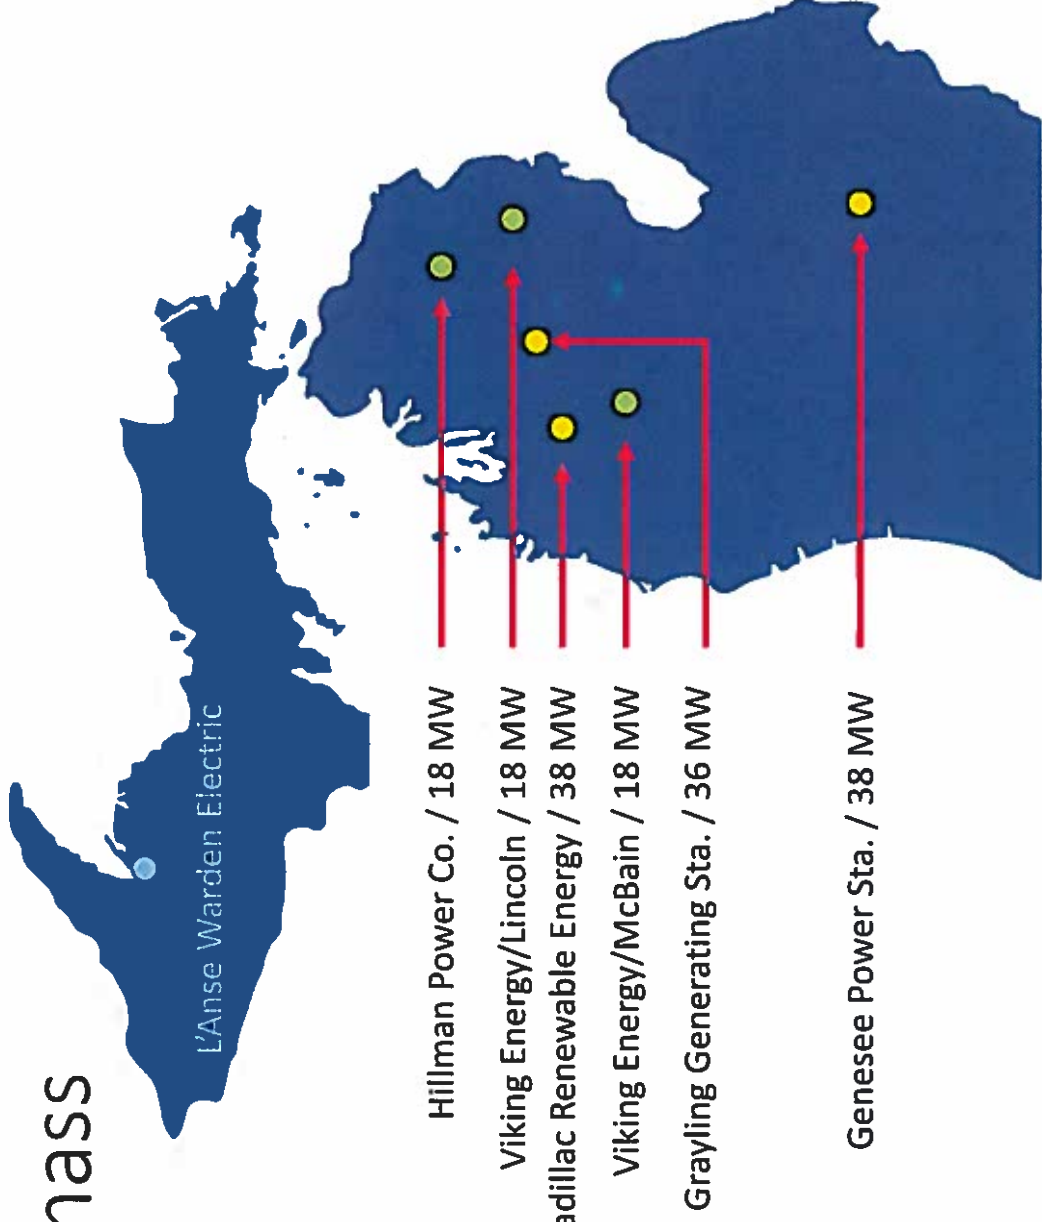 mass
L'Anse Warden Electric
Hillman Power Co. / 18 MW
Viking Energy/Lincoln / 18 MW
adillac Renewable Energy / 38 MW
Viking Energy/McBain / 18 MW
Grayling Generating Sta. / 36 MW
Genesee Power Sta. / 38 MW